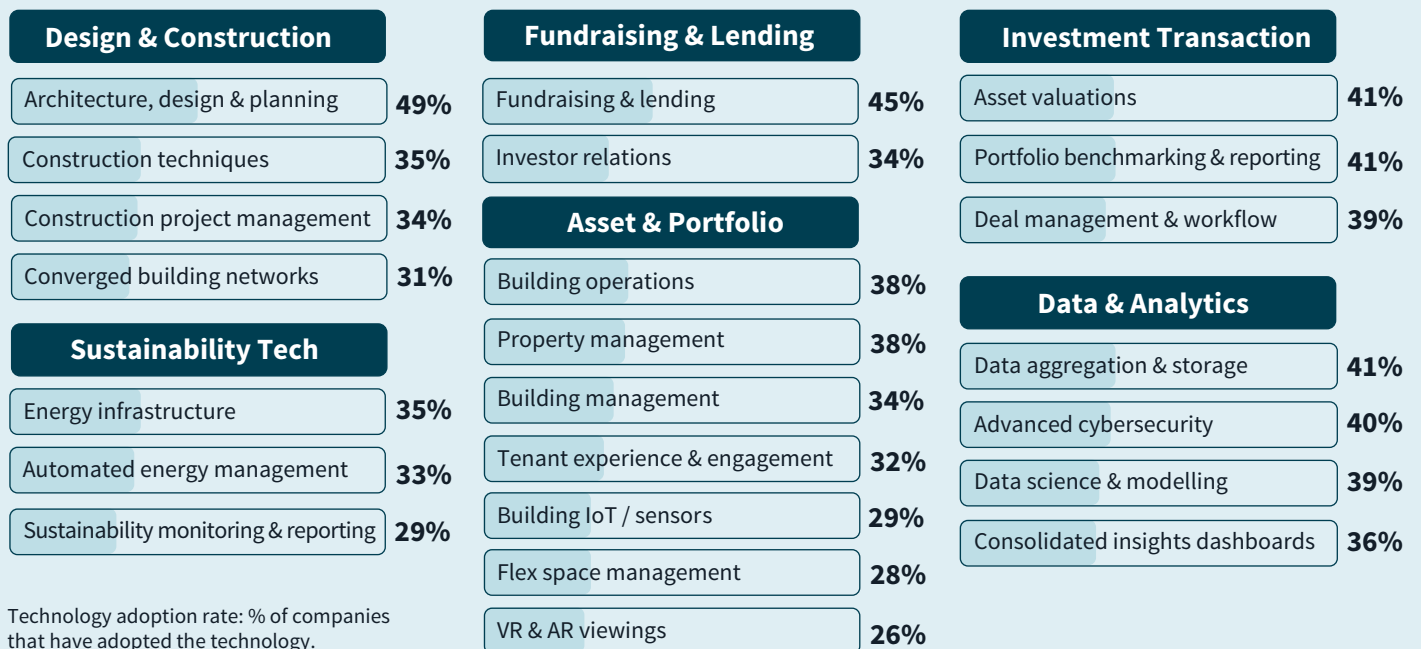 Design & Construction
Architecture, design & planning 49%
Construction techniques 35%
Construction project management 34%
Converged building networks 31%
Sustainability Tech
Energy infrastructure 35%
Automated energy management 33%
Sustainability monitoring & reporting 29%
Technology adoption rate: % of companies
that have adopted the technology.
Fundraising & Lending
Fundraising & lending 45%
Investor relations 34%
Asset & Portfolio
Building operations 38%
Property management 38%
Building management 34%
Tenant experience & engagement 32%
Building IoT / sensors 29%
Flex space management 28%
VR & AR viewings 26%
Investment Transaction
Asset valuations 41%
Portfolio benchmarking & reporting 41%
Deal management & workflow 39%
Data & Analytics
Data aggregation & storage 41%
Advanced cybersecurity 40%
Data science & modelling 39%
Consolidated insights dashboards 36%